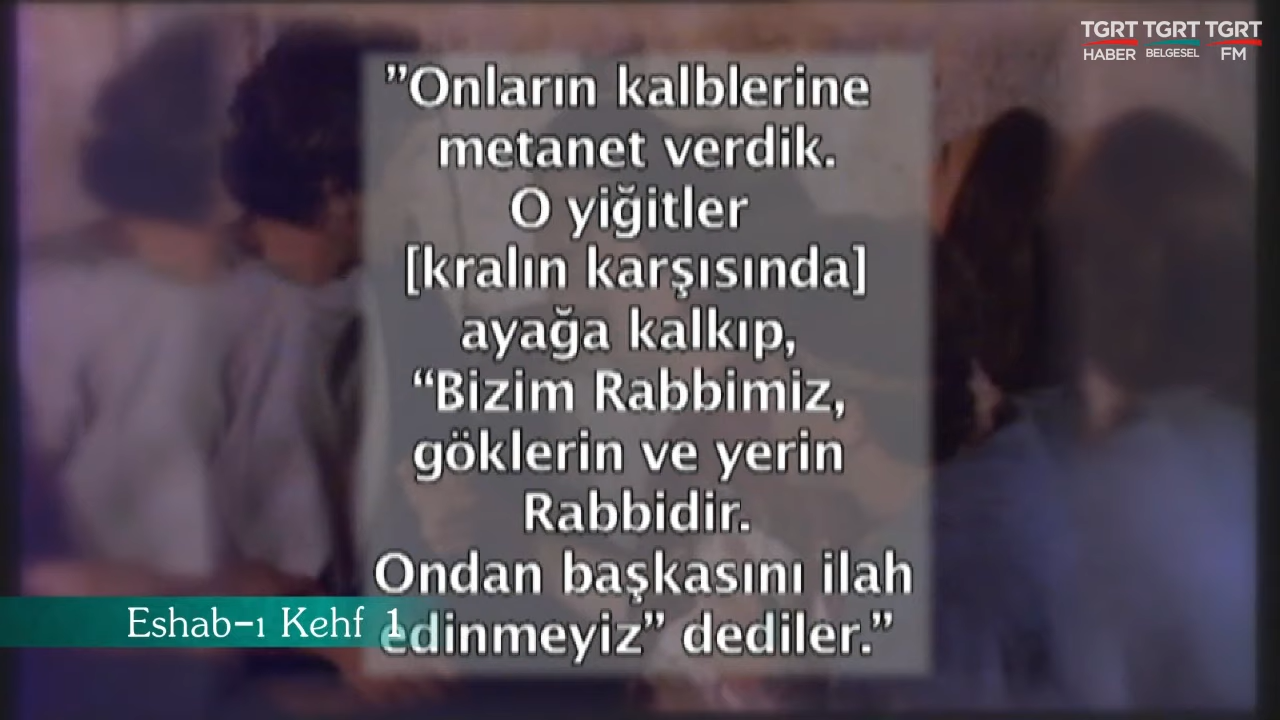 TGRT TGRT TGRT
HABER BELGESEL FM
”Onların kalblerine
metanet verdik.
O yiğitler
[kralın karşısında]
ayağa kalkıp,
“Bizim Rabbimiz,
göklerin ve yerin
Rabbidir.
Ondan başkasını ilah
edinmeyiz” dediler.”
Eshab-ı Kehf 1